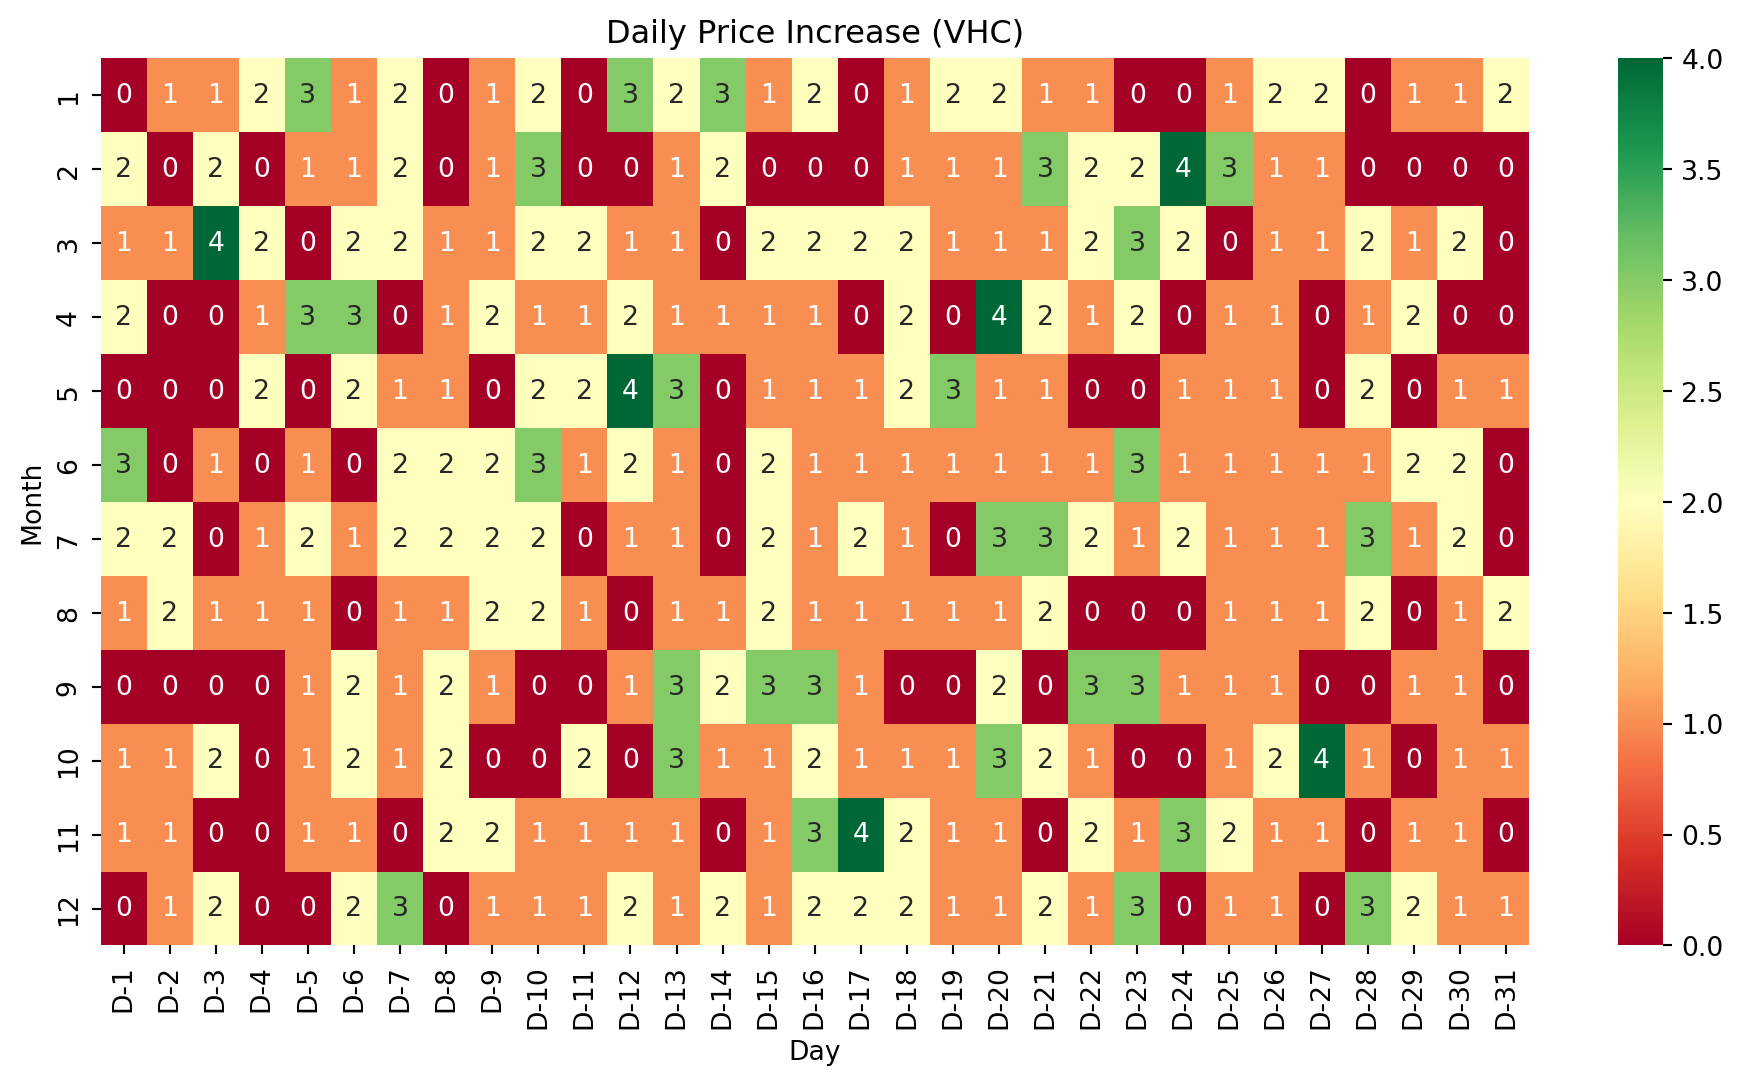 Daily Price Increase (VHC)
Month
1 0 1 1 2 3 1 2 0 1 2 0 3 2 3 1 2 0 1 2 2 1 1 0 0 1 2 2 0 1 1 2
2 2 0 2 0 1 1 2 0 1 3 0 0 1 2 0 0 0 1 1 1 3 2 2 4 3 1 1 0 0 0 0
3 1 1 4 2 0 2 2 1 1 2 2 1 1 0 2 2 2 2 1 1 1 2 3 2 0 1 1 2 1 2 0
4 2 0 0 1 3 3 0 1 2 1 1 2 1 1 1 1 0 2 0 4 2 1 2 0 1 1 0 1 2 0 0
5 0 0 0 2 0 2 1 1 0 2 2 4 3 0 1 1 1 2 3 1 1 0 0 1 1 1 0 2 0 1 1
6 3 0 1 0 1 0 2 2 2 3 1 2 1 0 2 1 1 1 1 1 1 1 3 1 1 1 1 1 2 2 0
7 2 2 0 1 2 1 2 2 2 2 0 1 1 0 2 1 2 1 0 3 3 2 1 2 1 1 1 3 1 2 0
8 1 2 1 1 1 0 1 1 2 2 1 0 1 1 2 1 1 1 1 1 2 0 0 0 1 1 1 2 0 1 2
9 0 0 0 0 1 2 1 2 1 0 0 1 3 2 3 3 1 0 0 2 0 3 3 1 1 1 0 0 1 1 0
10 1 1 2 0 1 2 1 2 0 0 2 0 3 1 1 2 1 1 1 3 2 1 0 0 1 2 4 1 0 1 1
11 1 1 0 0 1 1 0 2 2 1 1 1 1 0 1 3 4 2 1 1 0 2 1 3 2 1 1 0 1 1 0
12 0 1 2 0 0 2 3 0 1 1 1 2 1 2 1 2 2 2 1 1 2 1 3 0 1 1 0 3 2 1 1
D-1 D-2 D-3 D-4 D-5 D-6 D-7 D-8 D-9 D-10 D-11 D-12 D-13 D-14 D-15 D-16 D-17 D-18 D-19 D-20 D-21 D-22 D-23 D-24 D-25 D-26 D-27 D-28 D-29 D-30 D-31
Day
4.0
3.5
3.0
2.5
2.0
1.5
1.0
0.5
0.0